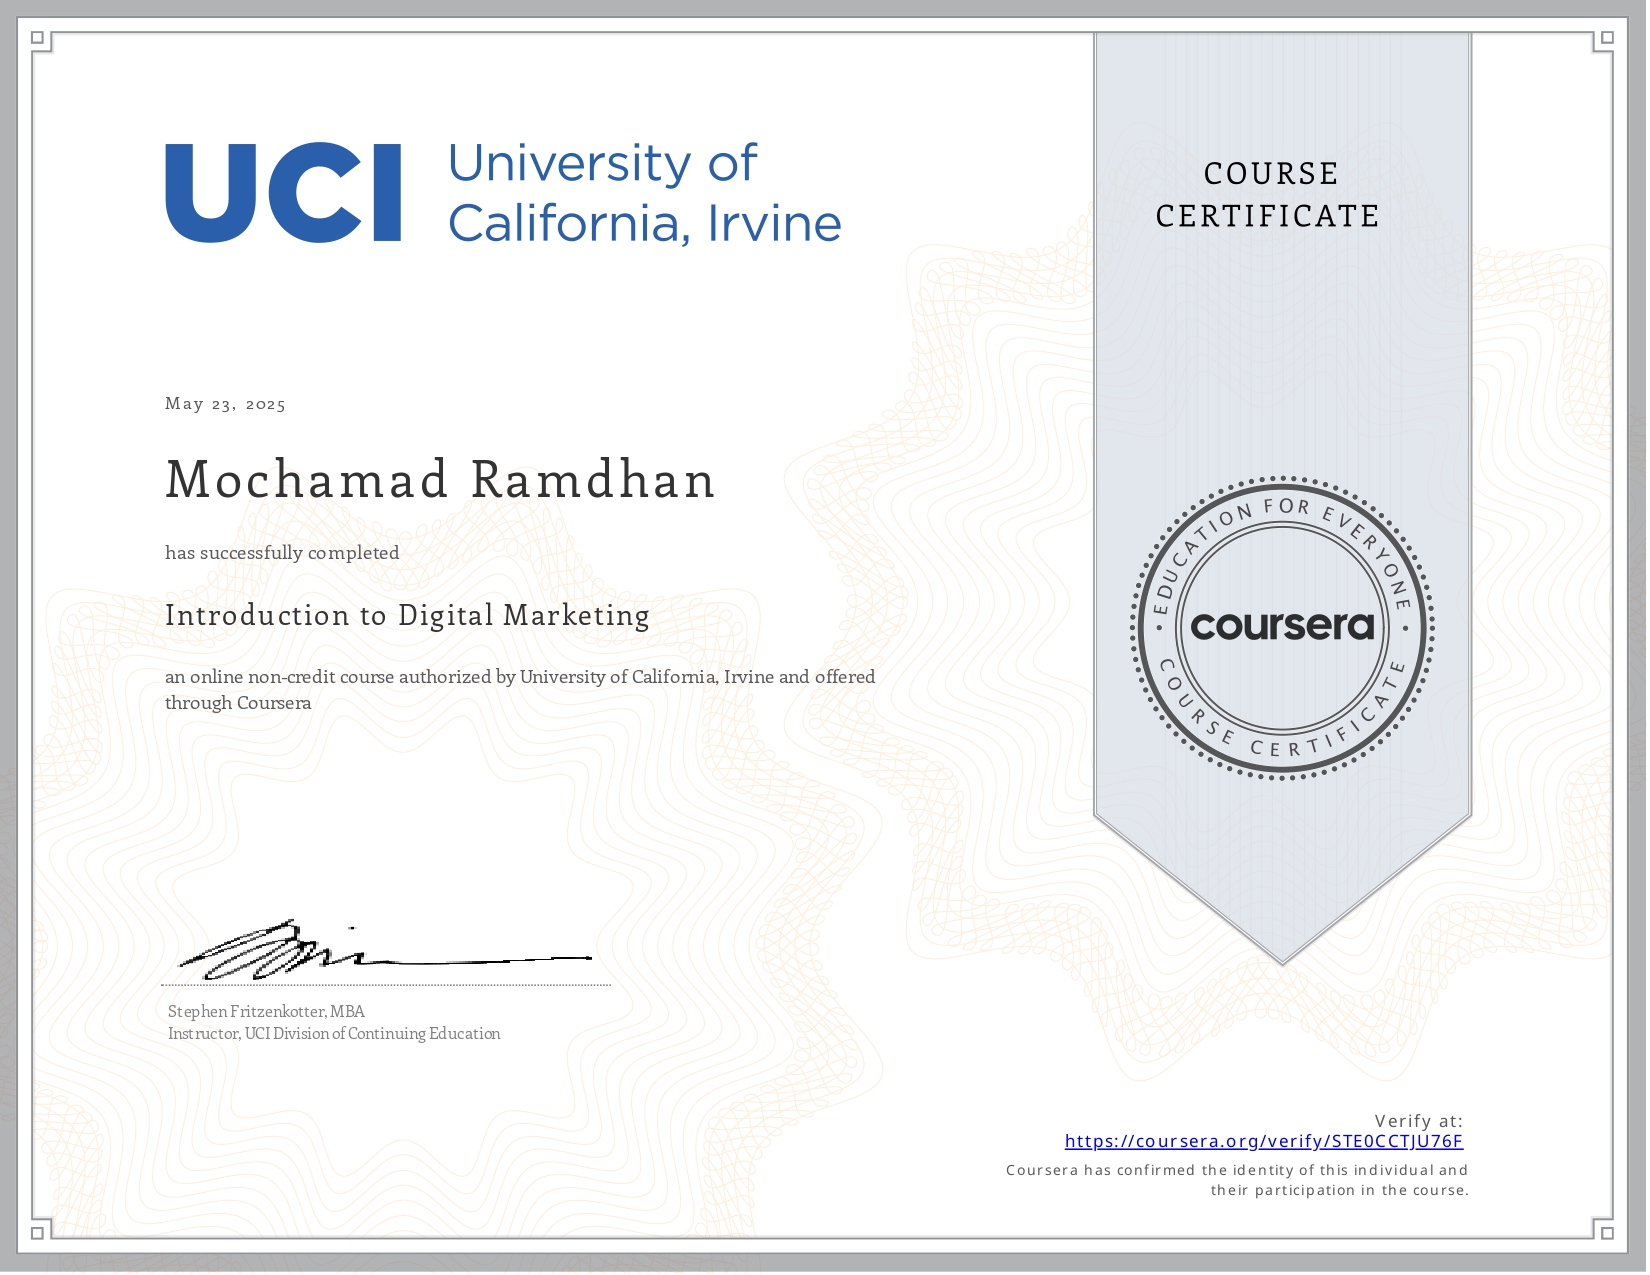 UCI University of
California, Irvine
COURSE
CERTIFICATE
May 23, 2025
Mochamad Ramdhan
has successfully completed
Introduction to Digital Marketing
an online non-credit course authorized by University of California, Irvine and offered
through Coursera
EDUCATION FOR EVERYONE
coursera
COURSE CERTIFICATE
Stephen Fritzenkotter, MBA
Instructor, UCI Division of Continuing Education
Verify at:
https://coursera.org/verify/STE0CCTJU76F
Coursera has confirmed the identity of this individual and
their participation in the course.